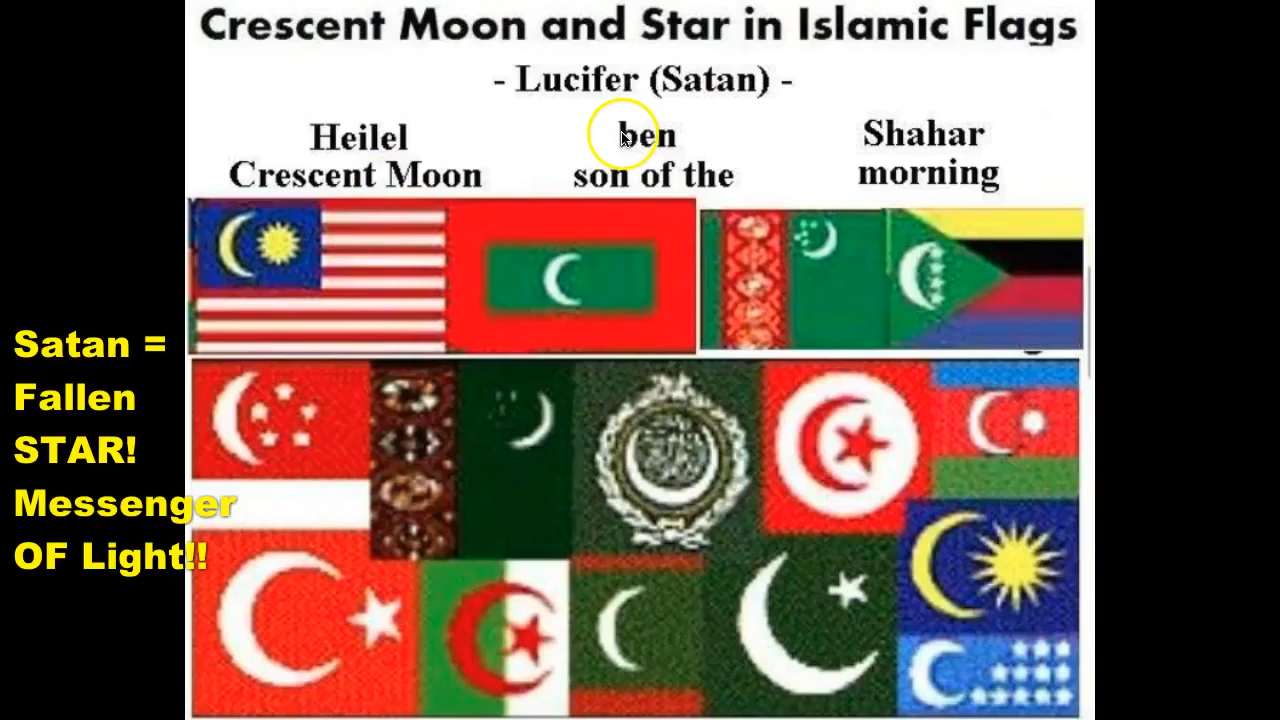 Crescent Moon and Star in Islamic Flags
- Lucifer (Satan) -
Heilel ben Shahar
Crescent Moon son of the morning
Satan =
Fallen
STAR!
Messenger
OF Light!!